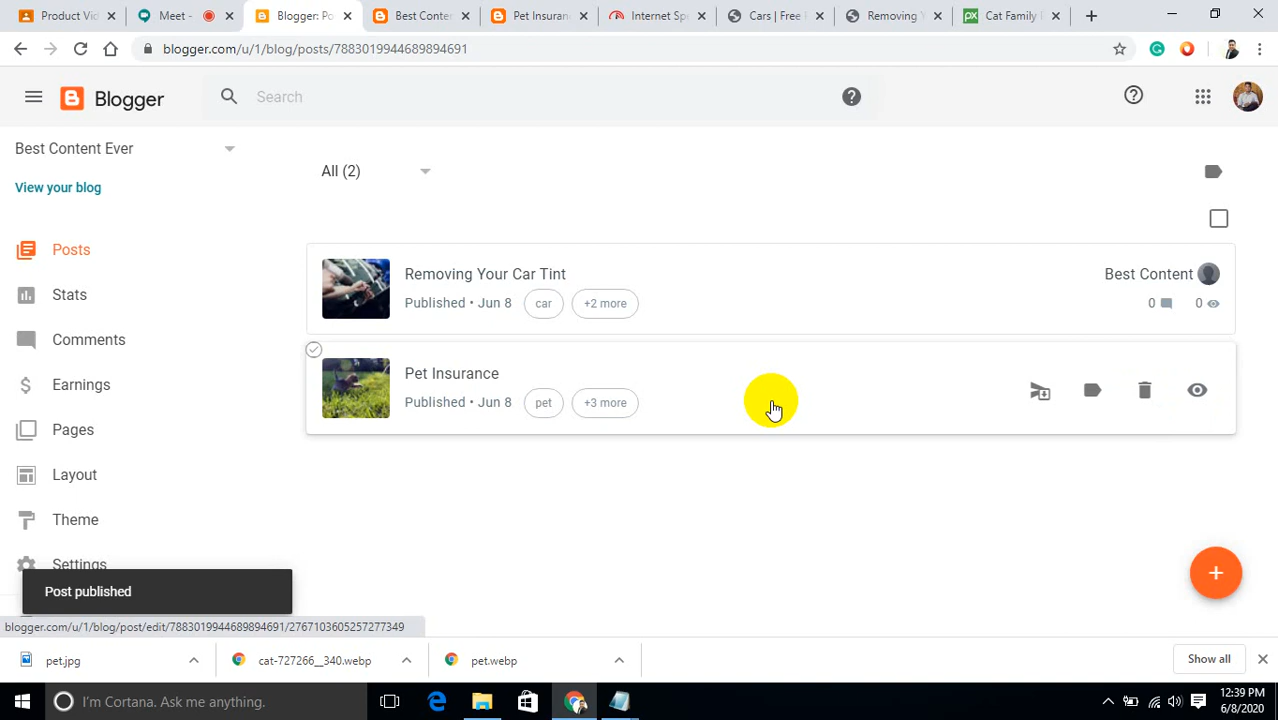 Product Vid
Meet -
Blogger: Po
Best Conter
Pet Insuran
Internet Spe
Cars | Free P
Removing Y
Cat Family I
blogger.com/u/1/blog/posts/7883019944689894691
Blogger
Search
Best Content Ever
All (2)
View your blog
Posts
Removing Your Car Tint
Best Content
Published • Jun 8
car
+2 more
0
0
Stats
Comments
Pet Insurance
Published • Jun 8
pet
+3 more
Earnings
Pages
Layout
Theme
Settings
Post published
blogger.com/u/1/blog/post/edit/7883019944689894691/2767103605257277349
pet.jpg
cat-727266__340.webp
pet.webp
Show all
I'm Cortana. Ask me anything.
12:39 PM
6/8/2020